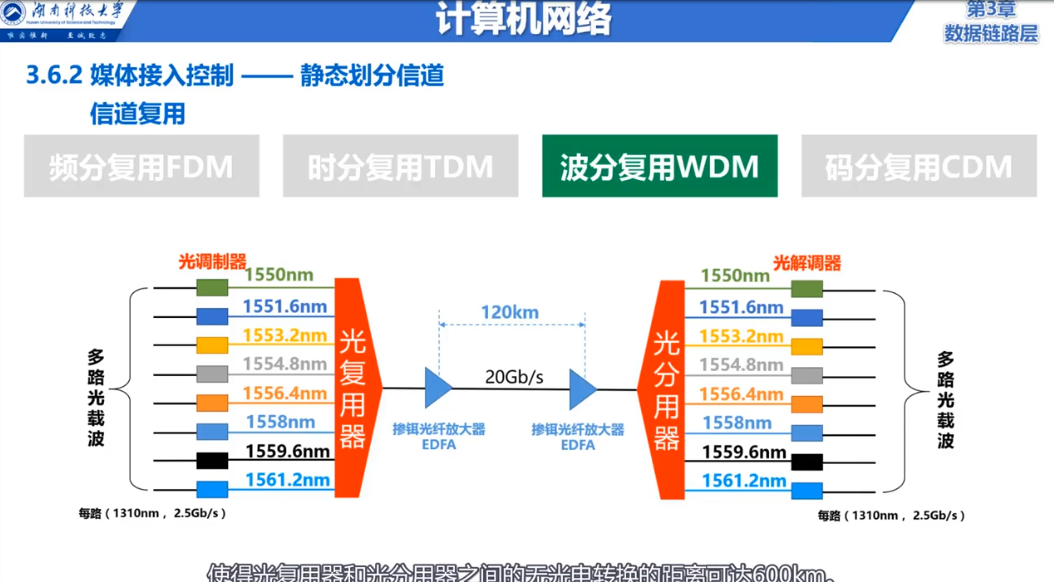 湖南科技大学
Hunan University of Science and Technology
唯实惟新 至诚致志
计算机网络
第3章
数据链路层
3.6.2 媒体接入控制 —— 静态划分信道
信道复用
频分复用FDM
时分复用TDM
波分复用WDM
码分复用CDM
光调制器
1550nm
1551.6nm
1553.2nm
1554.8nm
1556.4nm
1558nm
1559.6nm
1561.2nm
多路光载波
每路（1310nm，2.5Gb/s）
光复用器
120km
20Gb/s
掺铒光纤放大器
EDFA
掺铒光纤放大器
EDFA
光分用器
光解调器
1550nm
1551.6nm
1553.2nm
1554.8nm
1556.4nm
1558nm
1559.6nm
1561.2nm
多路光载波
每路（1310nm，2.5Gb/s）
使得光复用器和光分用器之间的无光电转换的距离可达600km。